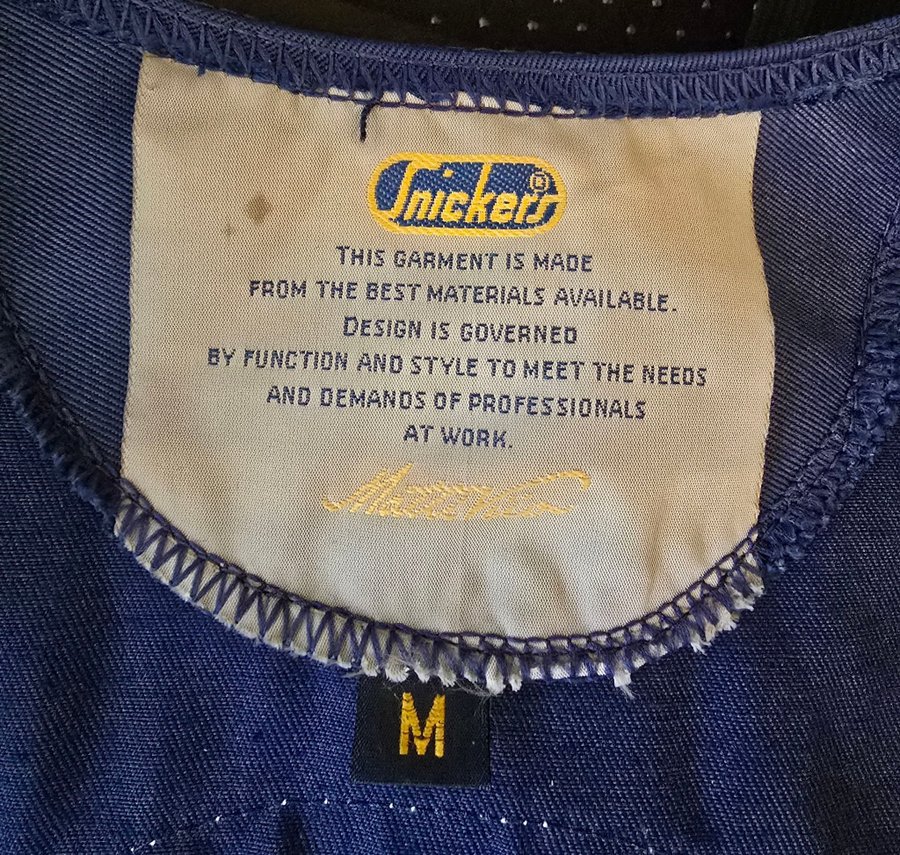 Snickers®
THIS GARMENT IS MADE
FROM THE BEST MATERIALS AVAILABLE.
DESIGN IS GOVERNED
BY FUNCTION AND STYLE TO MEET THE NEEDS
AND DEMANDS OF PROFESSIONALS
AT WORK.
M